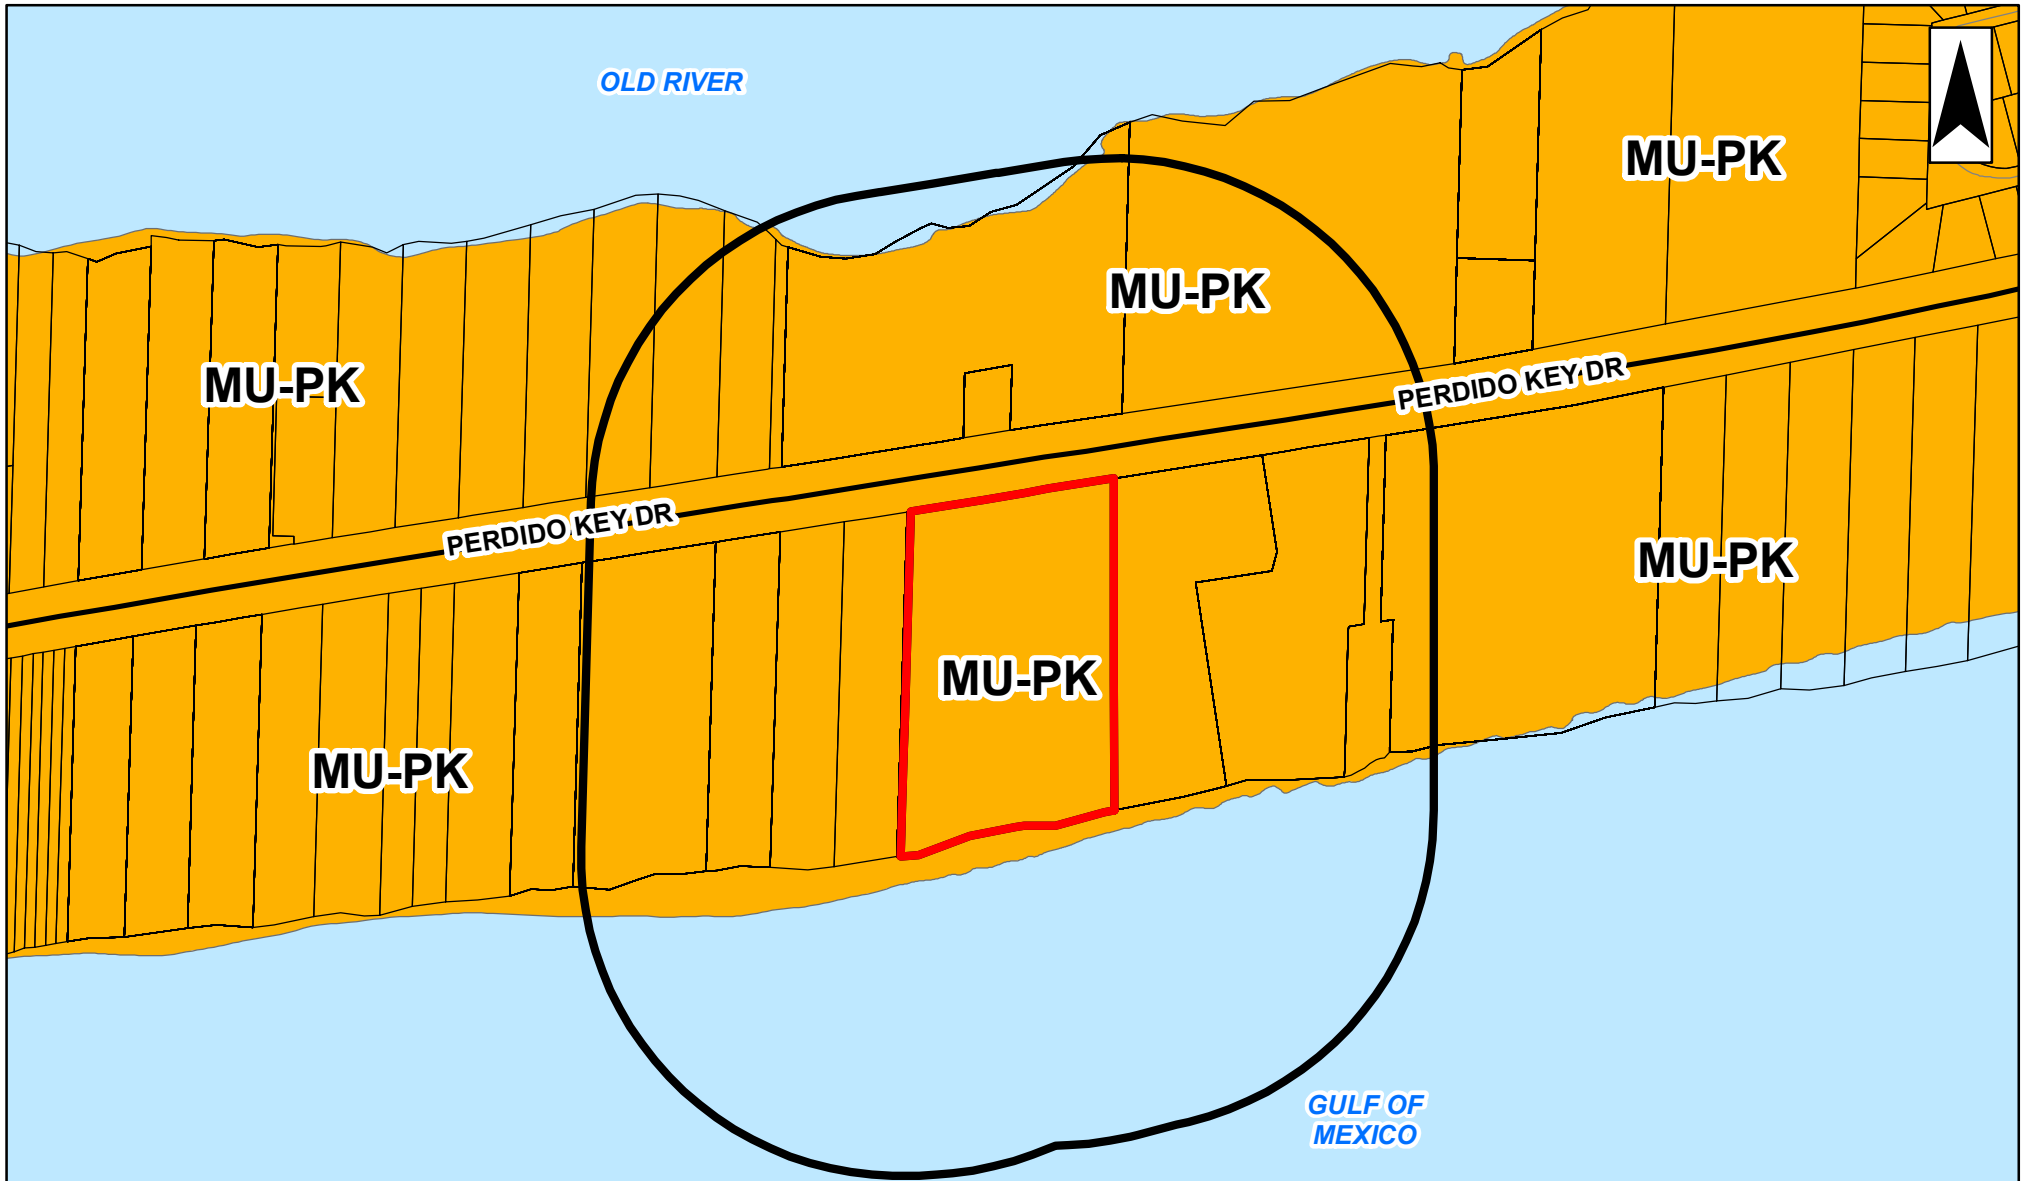 OLD RIVER
MU-PK
MU-PK
MU-PK
PERDIDO KEY DR
PERDIDO KEY DR
MU-PK
MU-PK
MU-PK
GULF OF
MEXICO